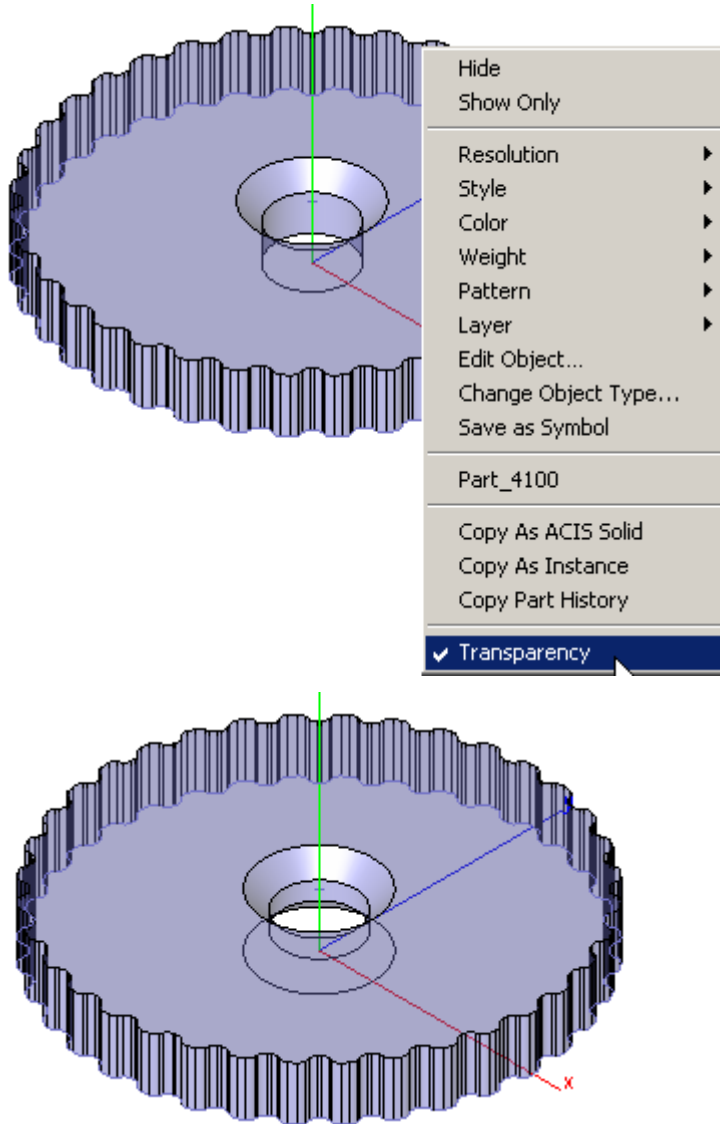 Hide
Show Only
Resolution
Style
Color
Weight
Pattern
Layer
Edit Object...
Change Object Type...
Save as Symbol
Part_4100
Copy As ACIS Solid
Copy As Instance
Copy Part History
Transparency
x